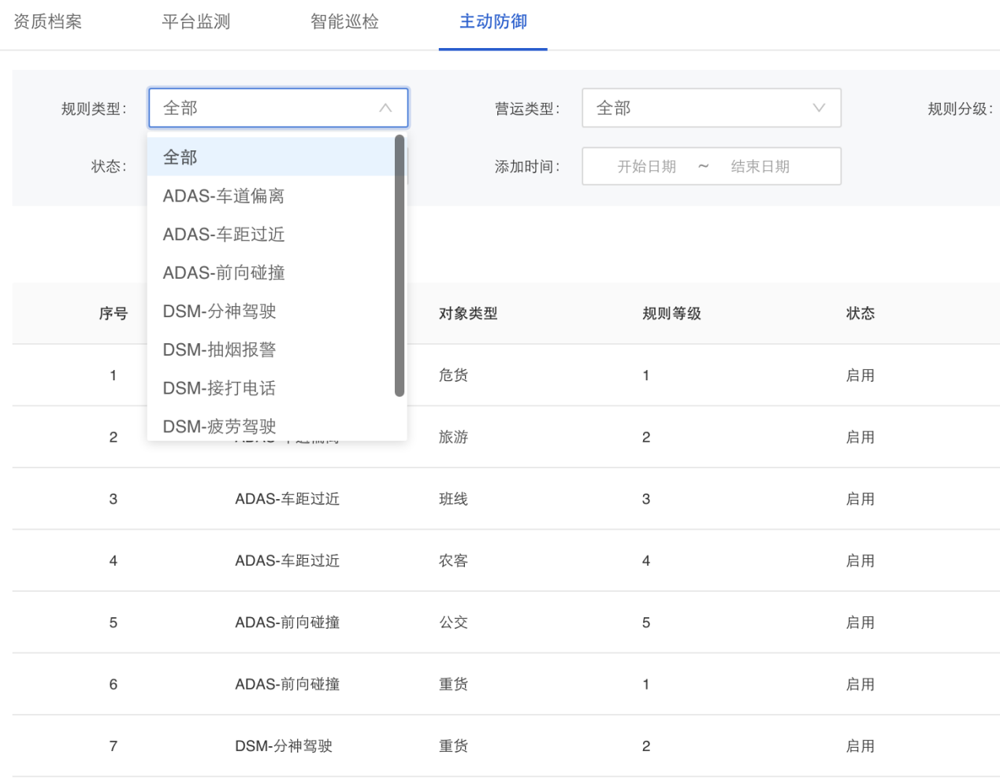 资质档案 平台监测 智能巡检 主动防御
规则类型： 全部 营运类型： 全部 规则分级：
状态： 添加时间： 开始日期 ~ 结束日期
全部
ADAS-车道偏离
ADAS-车距过近
ADAS-前向碰撞
DSM-分神驾驶
DSM-抽烟报警
DSM-接打电话
DSM-疲劳驾驶
序号 对象类型 规则等级 状态
1 危货 1 启用
2 旅游 2 启用
3 ADAS-车距过近 班线 3 启用
4 ADAS-车距过近 农客 4 启用
5 ADAS-前向碰撞 公交 5 启用
6 ADAS-前向碰撞 重货 1 启用
7 DSM-分神驾驶 重货 2 启用